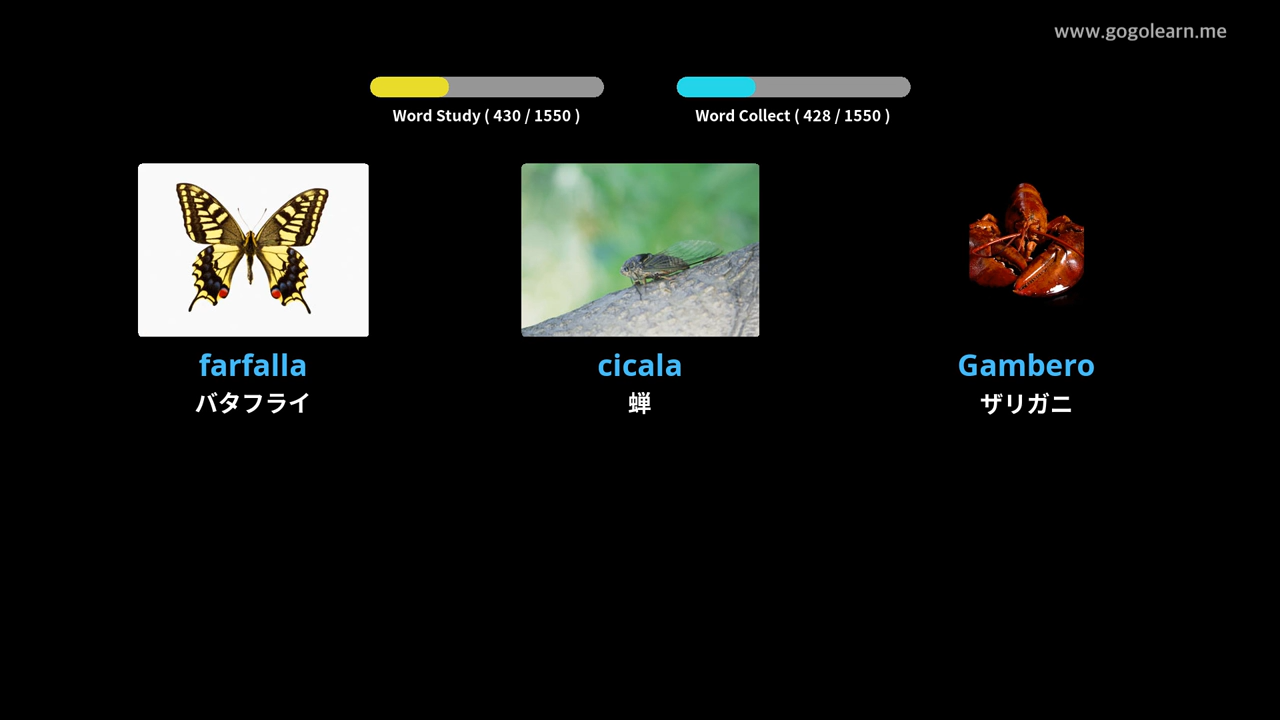 www.gogolearn.me
Word Study ( 430 / 1550 )
Word Collect ( 428 / 1550 )
farfalla
バタフライ
cicala
蝉
Gambero
ザリガニ